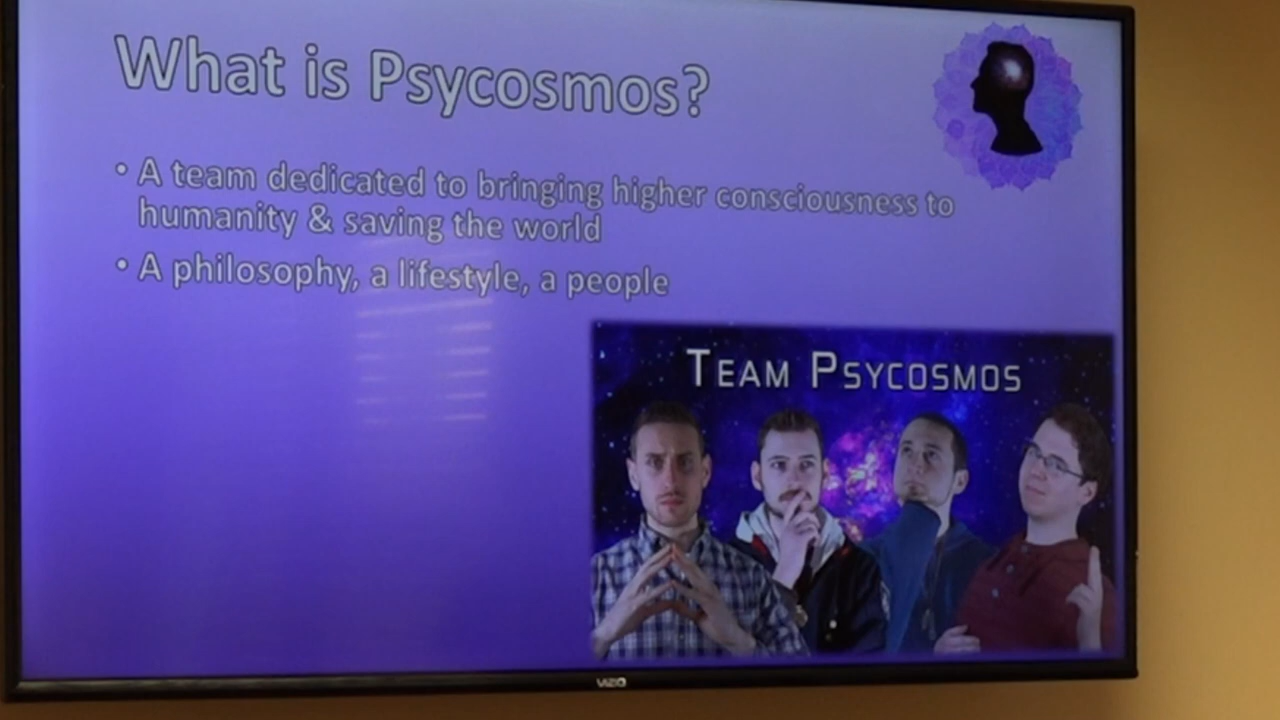 What is Psycosmos?
• A team dedicated to bringing higher consciousness to
humanity & saving the world
• A philosophy, a lifestyle, a people
TEAM PSYCOSMOS
VIZIO